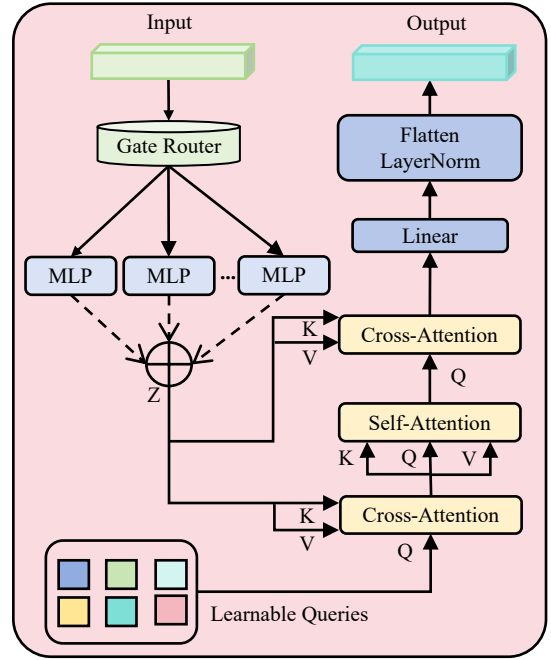 Input
Output
Gate Router
Flatten
LayerNorm
Linear
MLP
MLP
...
MLP
K
V
Cross-Attention
Z
Q
Self-Attention
K
Q
V
K
V
Cross-Attention
Q
Learnable Queries